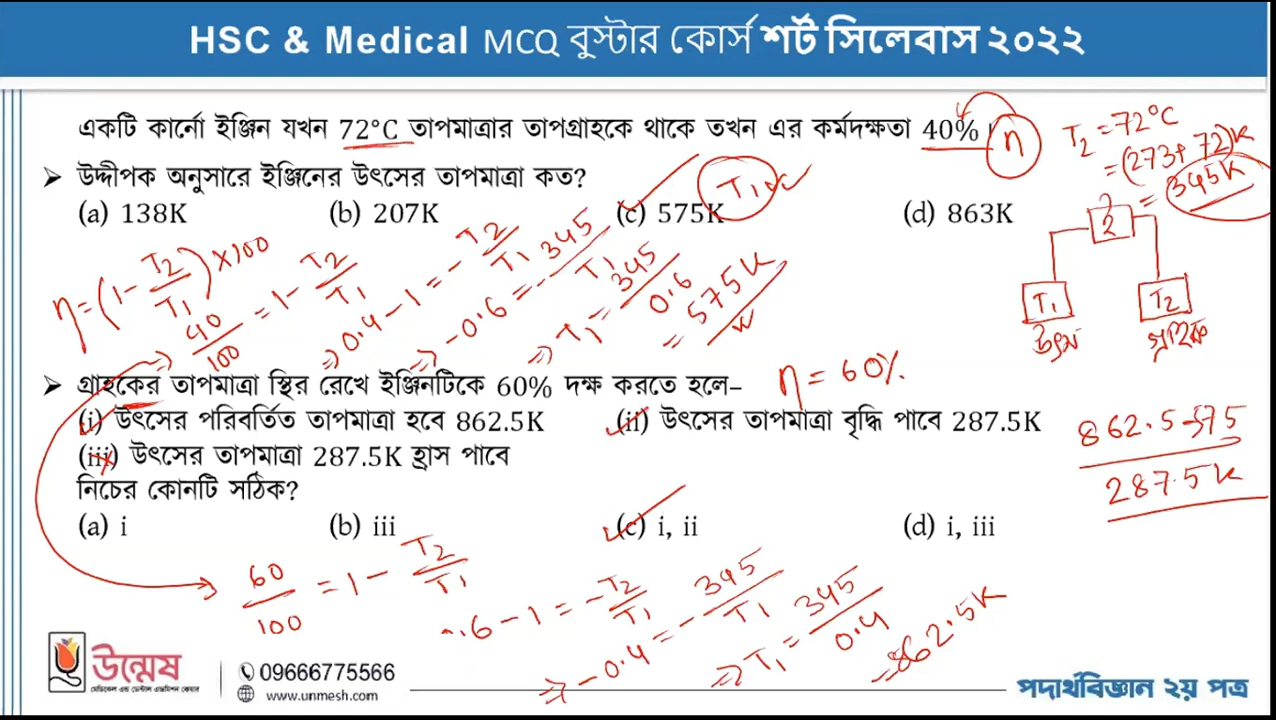 HSC & Medical MCQ বুস্টার কোর্স শর্ট সিলেবাস ২০২২
একটি কার্নো ইঞ্জিন যখন 72°C তাপমাত্রার তাপগ্রাহকে থাকে তখন এর কর্মদক্ষতা 40%।
η
T₂ = 72°C
= (273+72)K
= 345K
➢ উদ্দীপক অনুসারে ইঞ্জিনের উৎসের তাপমাত্রা কত?
T₁
(a) 138K (b) 207K (c) 575K (d) 863K
η = (1 - T₂/T₁) × 100
⇒ 40/100 = 1 - T₂/T₁
⇒ 0.4 - 1 = - T₂/T₁
⇒ -0.6 = - 345/T₁
⇒ T₁ = 345/0.6
= 575K
T₁ T₂
উৎস গ্রাহক
➢ গ্রাহকের তাপমাত্রা স্থির রেখে ইঞ্জিনটিকে 60% দক্ষ করতে হলে–
η = 60%
(i) উৎসের পরিবর্তিত তাপমাত্রা হবে 862.5K (ii) উৎসের তাপমাত্রা বৃদ্ধি পাবে 287.5K
(iii) উৎসের তাপমাত্রা 287.5K হ্রাস পাবে
862.5-575
287.5K
নিচের কোনটি সঠিক?
(a) i (b) iii (c) i, ii (d) i, iii
60/100 = 1 - T₂/T₁
.6 - 1 = - T₂/T₁
⇒ -0.4 = - 345/T₁
⇒ T₁ = 345/0.4
= 862.5K
উন্মেষ
মেডিকেল এন্ড ডেন্টাল এডমিশন কেয়ার
09666775566
www.unmesh.com
পদার্থবিজ্ঞান ২য় পত্র